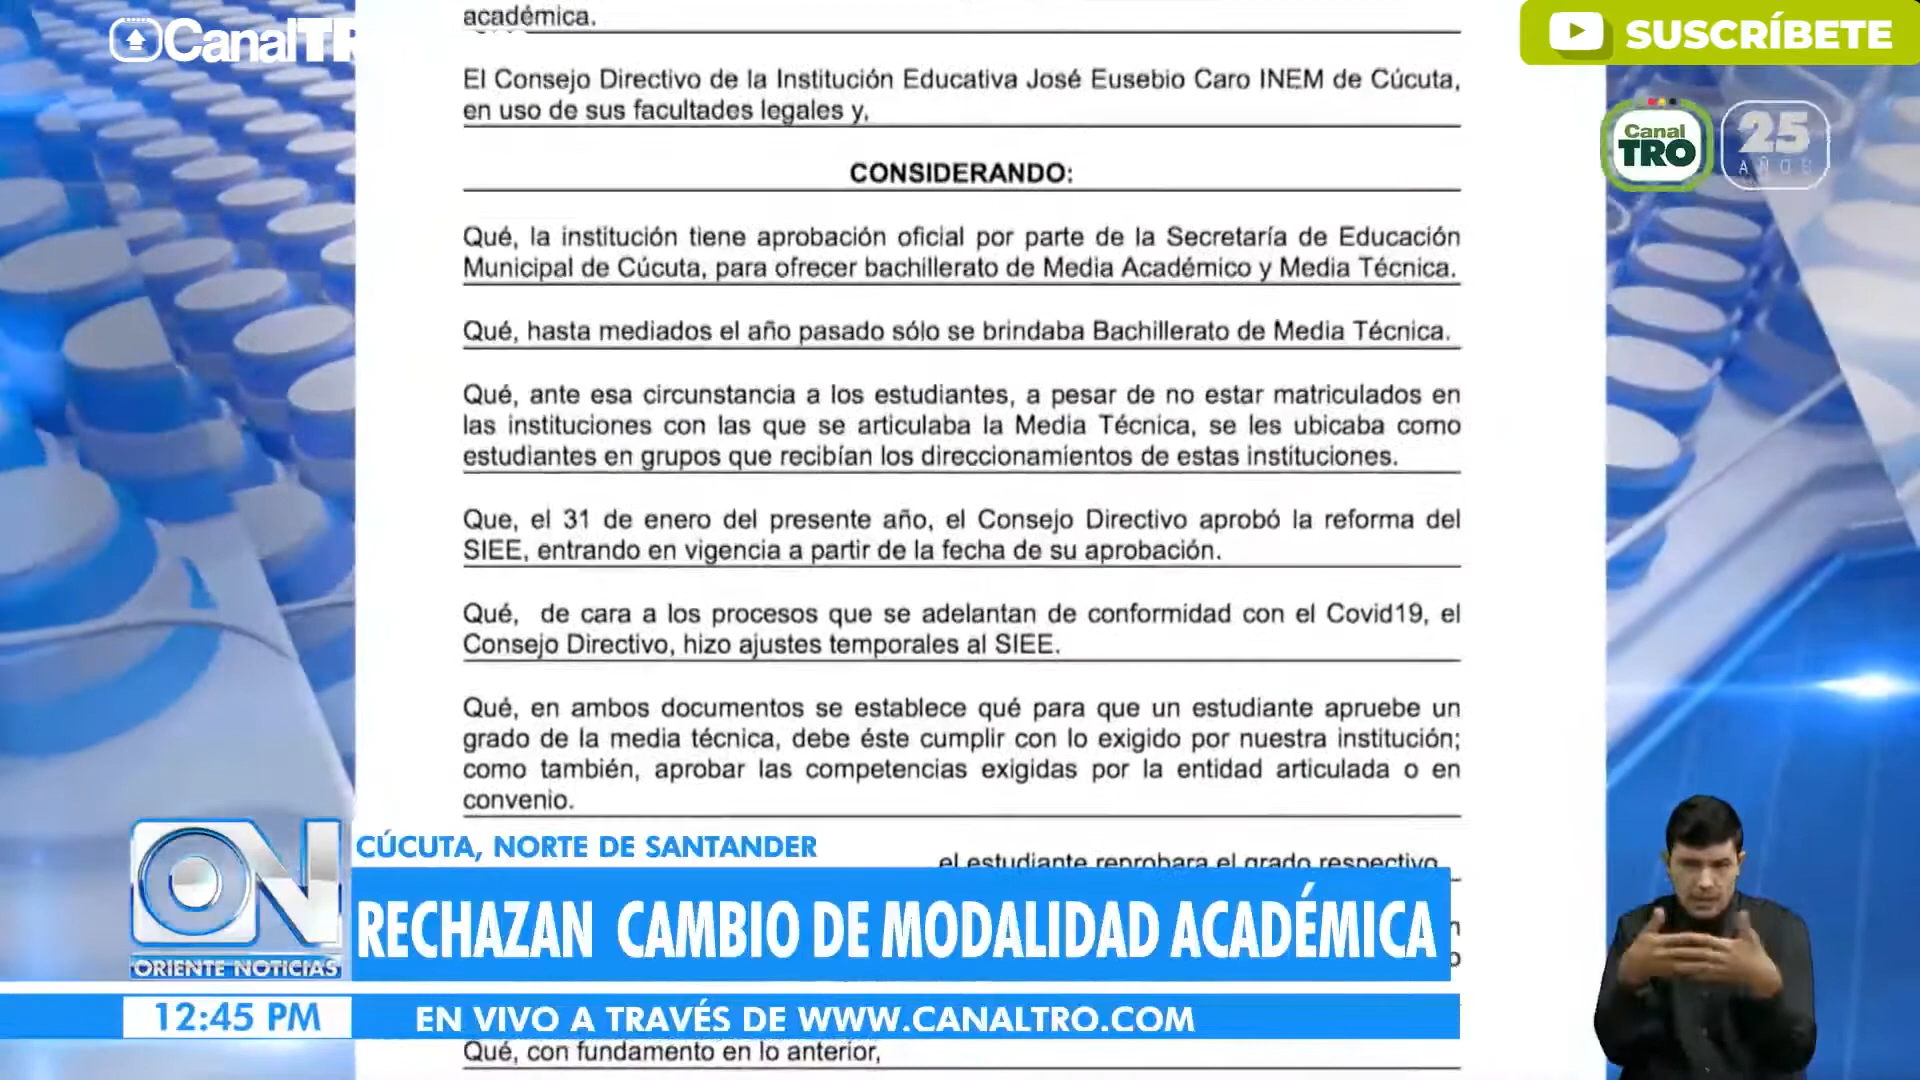 académica.
CanalTR
SUSCRÍBETE
El Consejo Directivo de la Institución Educativa José Eusebio Caro INEM de Cúcuta,
en uso de sus facultades legales y,
Canal
TRO
25
AÑOS
CONSIDERANDO:
Qué, la institución tiene aprobación oficial por parte de la Secretaría de Educación
Municipal de Cúcuta, para ofrecer bachillerato de Media Académico y Media Técnica.
Qué, hasta mediados el año pasado sólo se brindaba Bachillerato de Media Técnica.
Qué, ante esa circunstancia a los estudiantes, a pesar de no estar matriculados en
las instituciones con las que se articulaba la Media Técnica, se les ubicaba como
estudiantes en grupos que recibían los direccionamientos de estas instituciones.
Que, el 31 de enero del presente año, el Consejo Directivo aprobó la reforma del
SIEE, entrando en vigencia a partir de la fecha de su aprobación.
Qué, de cara a los procesos que se adelantan de conformidad con el Covid19, el
Consejo Directivo, hizo ajustes temporales al SIEE.
Qué, en ambos documentos se establece qué para que un estudiante apruebe un
grado de la media técnica, debe éste cumplir con lo exigido por nuestra institución;
como también, aprobar las competencias exigidas por la entidad articulada o en
convenio.
CÚCUTA, NORTE DE SANTANDER
el estudiante reprobara el grado respectivo
ON
RECHAZAN CAMBIO DE MODALIDAD ACADÉMICA
ORIENTE NOTICIAS
12:45 PM
EN VIVO A TRAVÉS DE WWW.CANALTRO.COM
Qué, con fundamento en lo anterior,